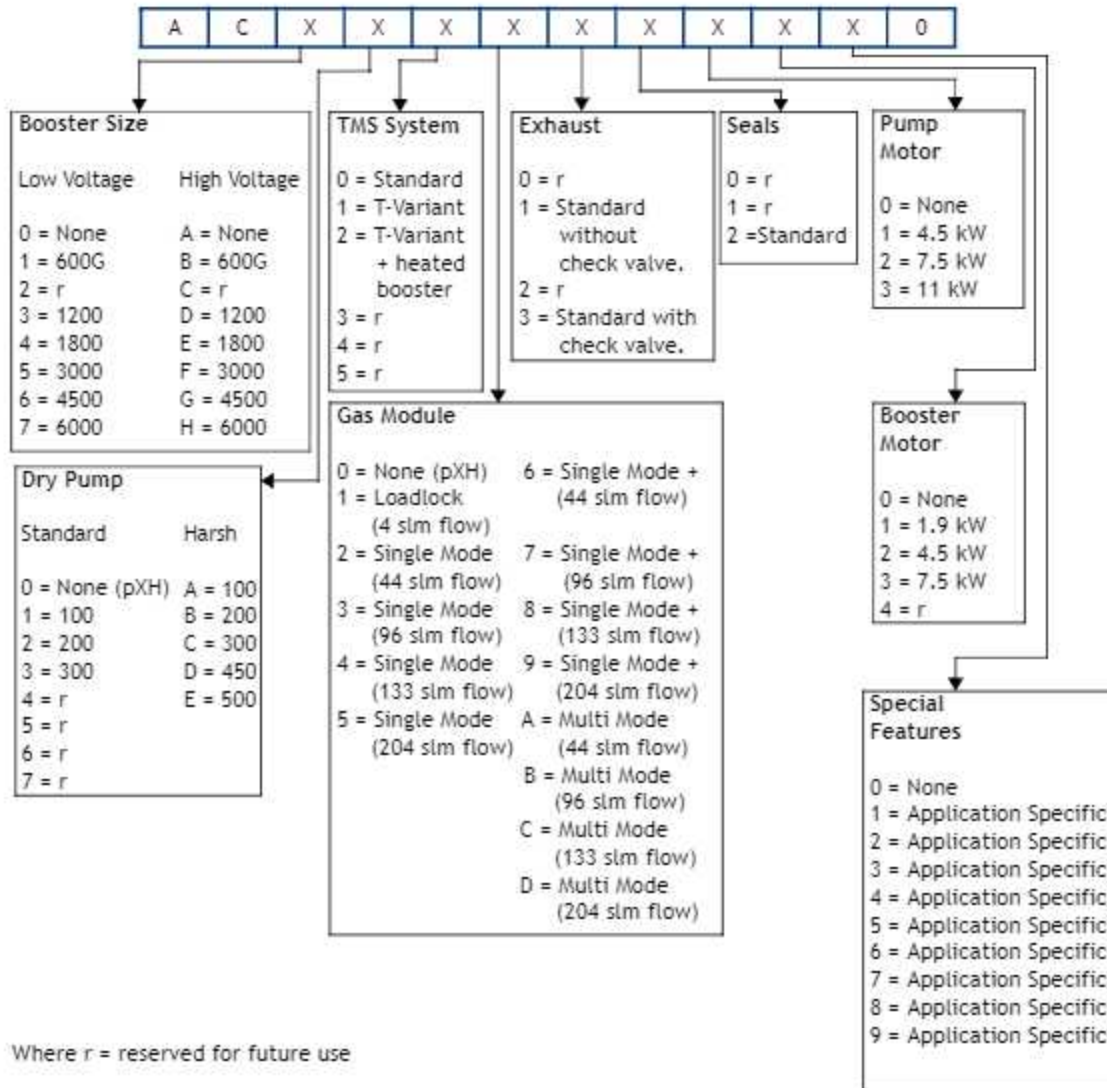 A C X X X X X X X X X 0
Booster Size
Low Voltage High Voltage
0 = None A = None
1 = 600G B = 600G
2 = r C = r
3 = 1200 D = 1200
4 = 1800 E = 1800
5 = 3000 F = 3000
6 = 4500 G = 4500
7 = 6000 H = 6000
TMS System
0 = Standard
1 = T-Variant
2 = T-Variant
+ heated
booster
3 = r
4 = r
5 = r
Exhaust
0 = r
1 = Standard
without
check valve.
2 = r
3 = Standard with
check valve.
Seals
0 = r
1 = r
2 =Standard
Pump
Motor
0 = None
1 = 4.5 kW
2 = 7.5 kW
3 = 11 kW
Dry Pump
Standard Harsh
0 = None (pXH) A = 100
1 = 100 B = 200
2 = 200 C = 300
3 = 300 D = 450
4 = r E = 500
5 = r
6 = r
7 = r
Gas Module
0 = None (pXH) 6 = Single Mode +
1 = Loadlock (44 slm flow)
(4 slm flow)
2 = Single Mode 7 = Single Mode +
(44 slm flow) (96 slm flow)
3 = Single Mode 8 = Single Mode +
(96 slm flow) (133 slm flow)
4 = Single Mode 9 = Single Mode +
(133 slm flow) (204 slm flow)
5 = Single Mode A = Multi Mode
(204 slm flow) (44 slm flow)
B = Multi Mode
(96 slm flow)
C = Multi Mode
(133 slm flow)
D = Multi Mode
(204 slm flow)
Booster
Motor
0 = None
1 = 1.9 kW
2 = 4.5 kW
3 = 7.5 kW
4 = r
Special
Features
0 = None
1 = Application Specific
2 = Application Specific
3 = Application Specific
4 = Application Specific
5 = Application Specific
6 = Application Specific
7 = Application Specific
8 = Application Specific
9 = Application Specific
Where r = reserved for future use